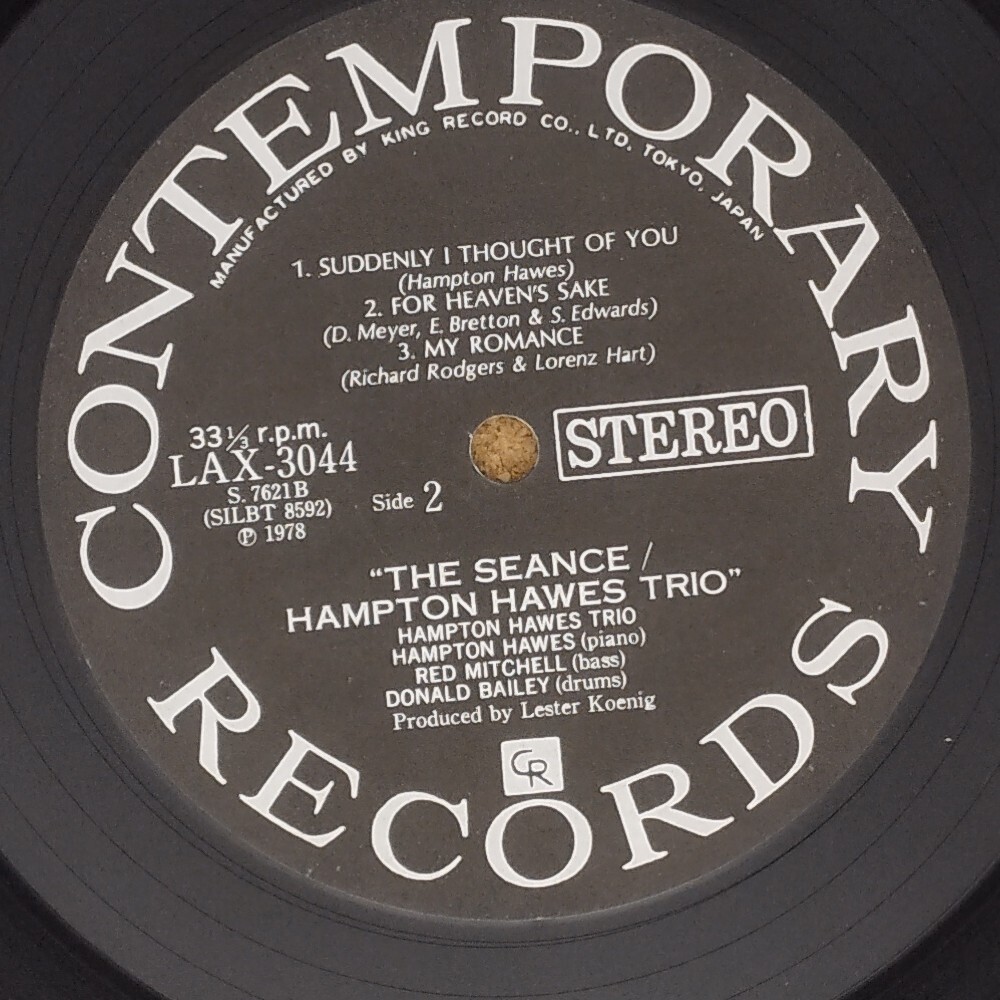 CONTEMPORARY
MANUFACTURED BY KING RECORD CO., LTD. TOKYO, JAPAN
1. SUDDENLY I THOUGHT OF YOU
(Hampton Hawes)
2. FOR HEAVEN'S SAKE
(D. Meyer, E. Bretton & S. Edwards)
3. MY ROMANCE
(Richard Rodgers & Lorenz Hart)
33⅓ r.p.m.
LAX-3044
S. 7621B
(SILBT 8592)
℗ 1978
Side 2
STEREO
“THE SEANCE /
HAMPTON HAWES TRIO”
HAMPTON HAWES TRIO
HAMPTON HAWES (piano)
RED MITCHELL (bass)
DONALD BAILEY (drums)
Produced by Lester Koenig
CR
RECORDS